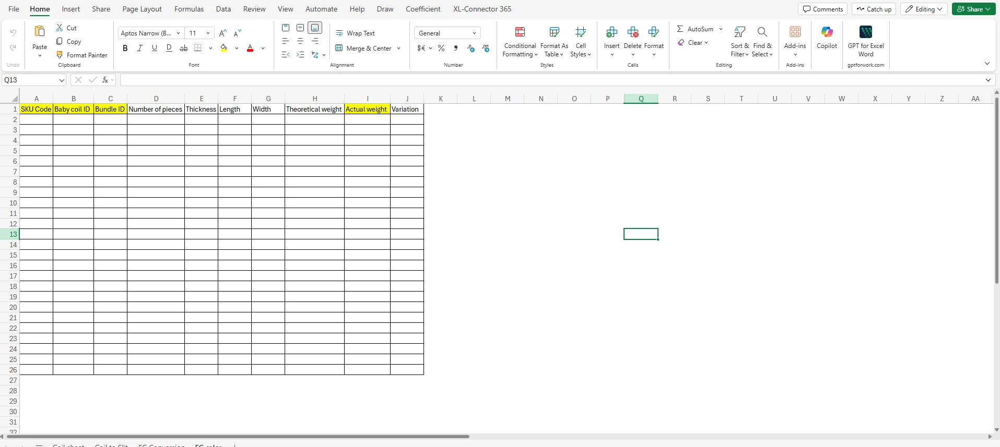 File Home Insert Share Page Layout Formulas Data Review View Automate Help Draw Coefficient XL-Connector 365 Comments Catch up Editing Share
Undo
Paste
Cut
Copy
Format Painter
Clipboard
Aptos Narrow (B... 11
B I U D ab A
Font
Wrap Text
Merge & Center
Alignment
General
$€ %
Number
Conditional Formatting
Format As Table
Cell Styles
Styles
Insert Delete Format
Cells
AutoSum
Clear
Sort & Filter
Find & Select
Editing
Add-ins
Add-ins
Copilot
GPT for Excel Word
gptforwork.com
Q13 fx
A B C D E F G H I J K L M N O P Q R S T U V W X Y Z AA
1 SKU Code Baby coil ID Bundle ID Number of pieces Thickness Length Width Theoretical weight Actual weight Variation
2
3
4
5
6
7
8
9
10
11
12
13
14
15
16
17
18
19
20
21
22
23
24
25
26
27
28
29
30
31
32
Coil sheet Coil to Slit FG Conversion FG sales